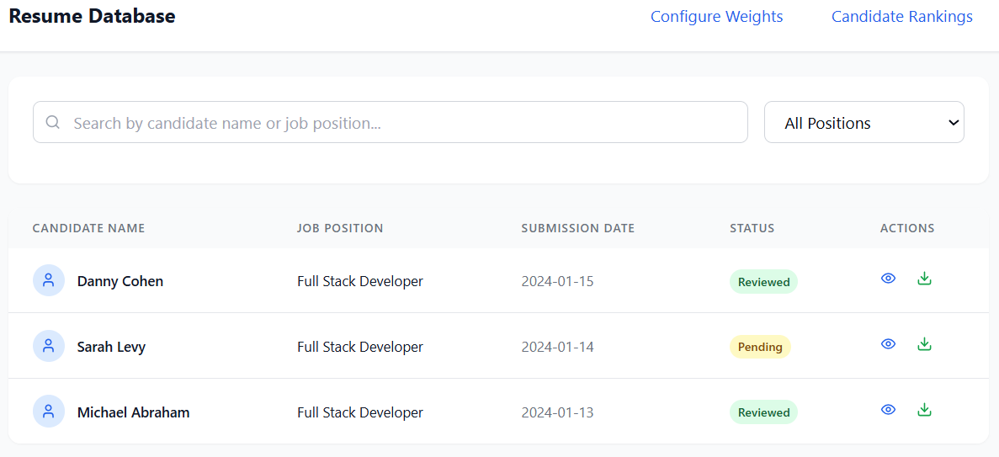 Resume Database Configure Weights Candidate Rankings
Search by candidate name or job position... All Positions
CANDIDATE NAME JOB POSITION SUBMISSION DATE STATUS ACTIONS
Danny Cohen Full Stack Developer 2024-01-15 Reviewed
Sarah Levy Full Stack Developer 2024-01-14 Pending
Michael Abraham Full Stack Developer 2024-01-13 Reviewed